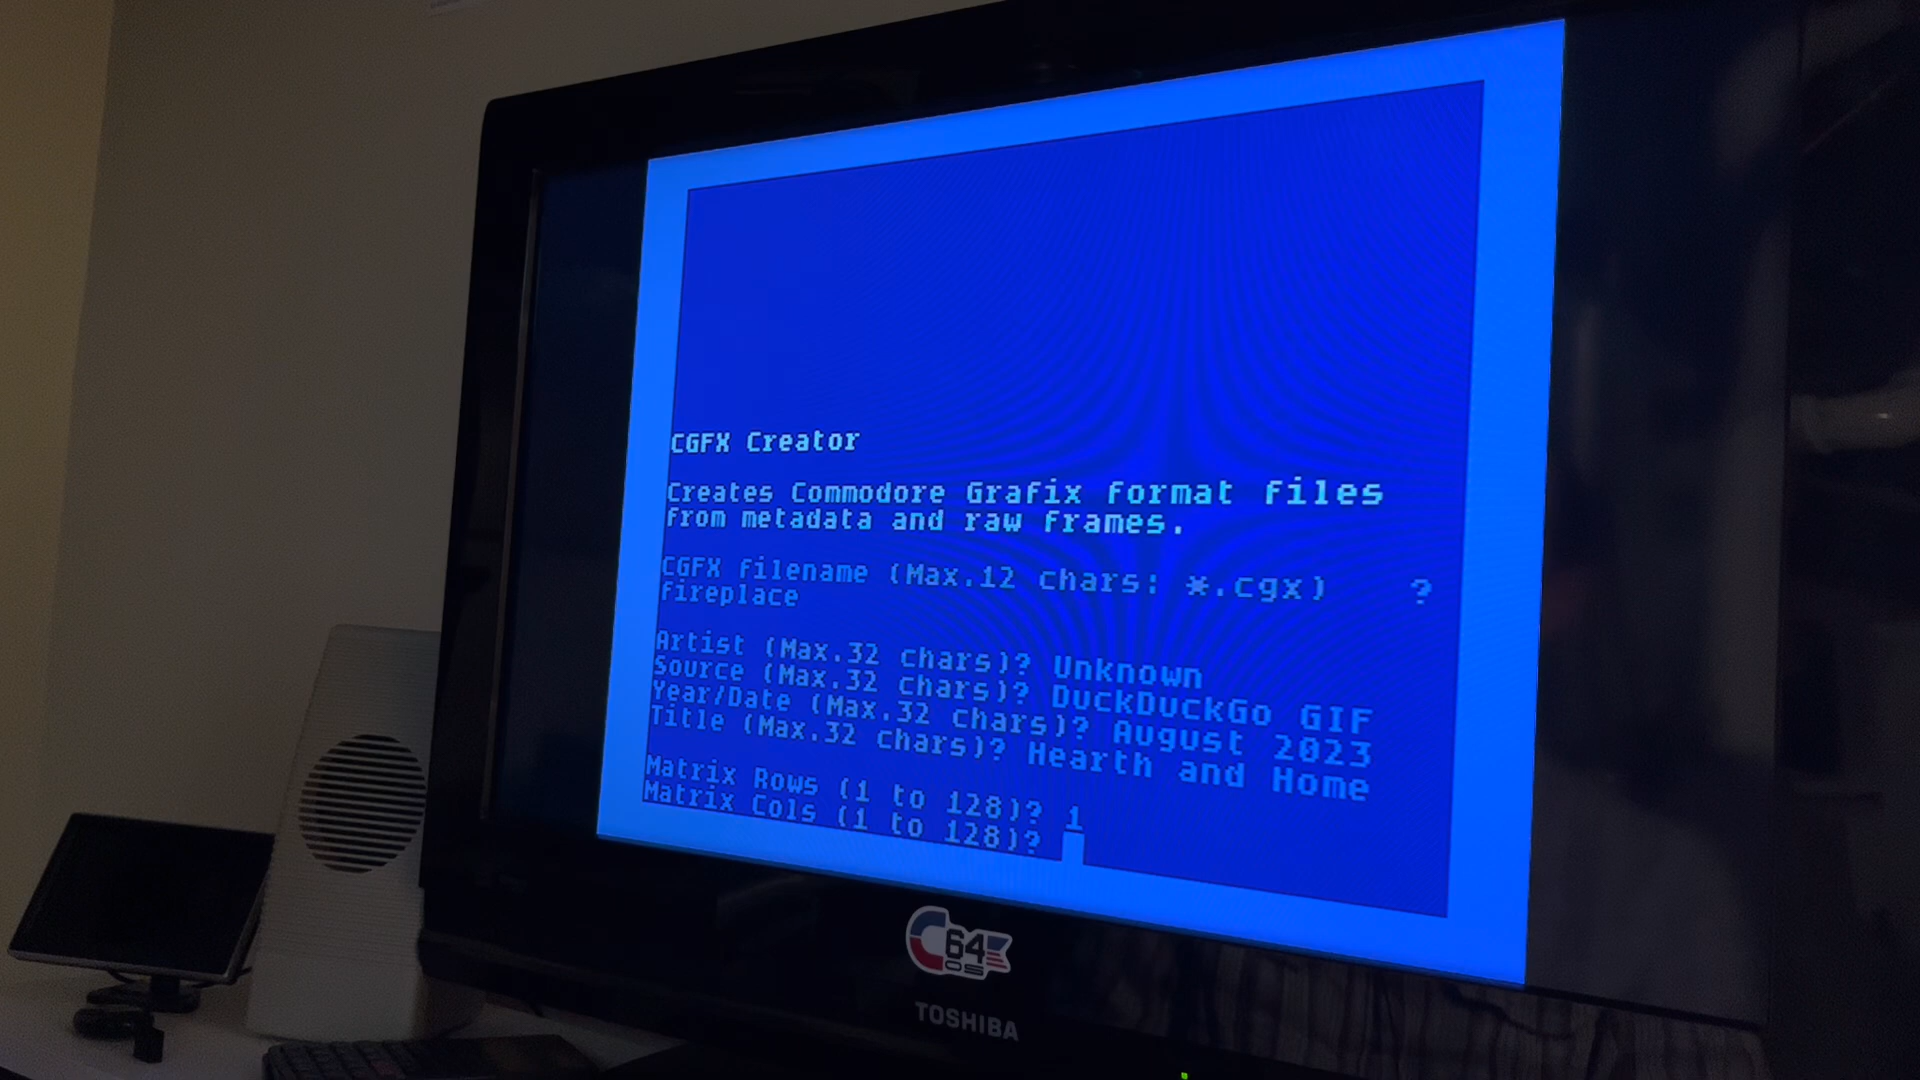 CGFX Creator
Creates Commodore Grafix format files
from metadata and raw frames.
CGFX filename (Max.12 chars: *.cgx) ?
fireplace
Artist (Max.32 chars)? Unknown
Source (Max.32 chars)? DuckDuckGo GIF
Year/Date (Max.32 chars)? August 2023
Title (Max.32 chars)? Hearth and Home
Matrix Rows (1 to 128)? 1
Matrix Cols (1 to 128)?
C64
OS
TOSHIBA